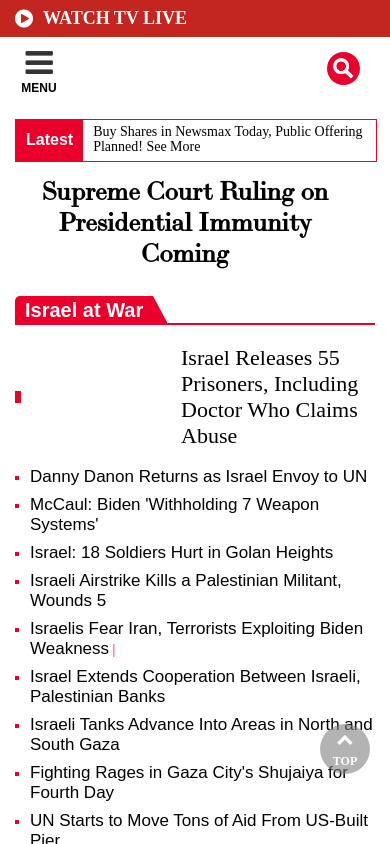 WATCH TV LIVE
MENU
Latest
Buy Shares in Newsmax Today, Public Offering
Planned! See More
Supreme Court Ruling on
Presidential Immunity
Coming
Israel at War
Israel Releases 55
Prisoners, Including
Doctor Who Claims
Abuse
Danny Danon Returns as Israel Envoy to UN
McCaul: Biden 'Withholding 7 Weapon
Systems'
Israel: 18 Soldiers Hurt in Golan Heights
Israeli Airstrike Kills a Palestinian Militant,
Wounds 5
Israelis Fear Iran, Terrorists Exploiting Biden
Weakness |
Israel Extends Cooperation Between Israeli,
Palestinian Banks
Israeli Tanks Advance Into Areas in North and
South Gaza
TOP
Fighting Rages in Gaza City's Shujaiya for
Fourth Day
UN Starts to Move Tons of Aid From US-Built
Pier